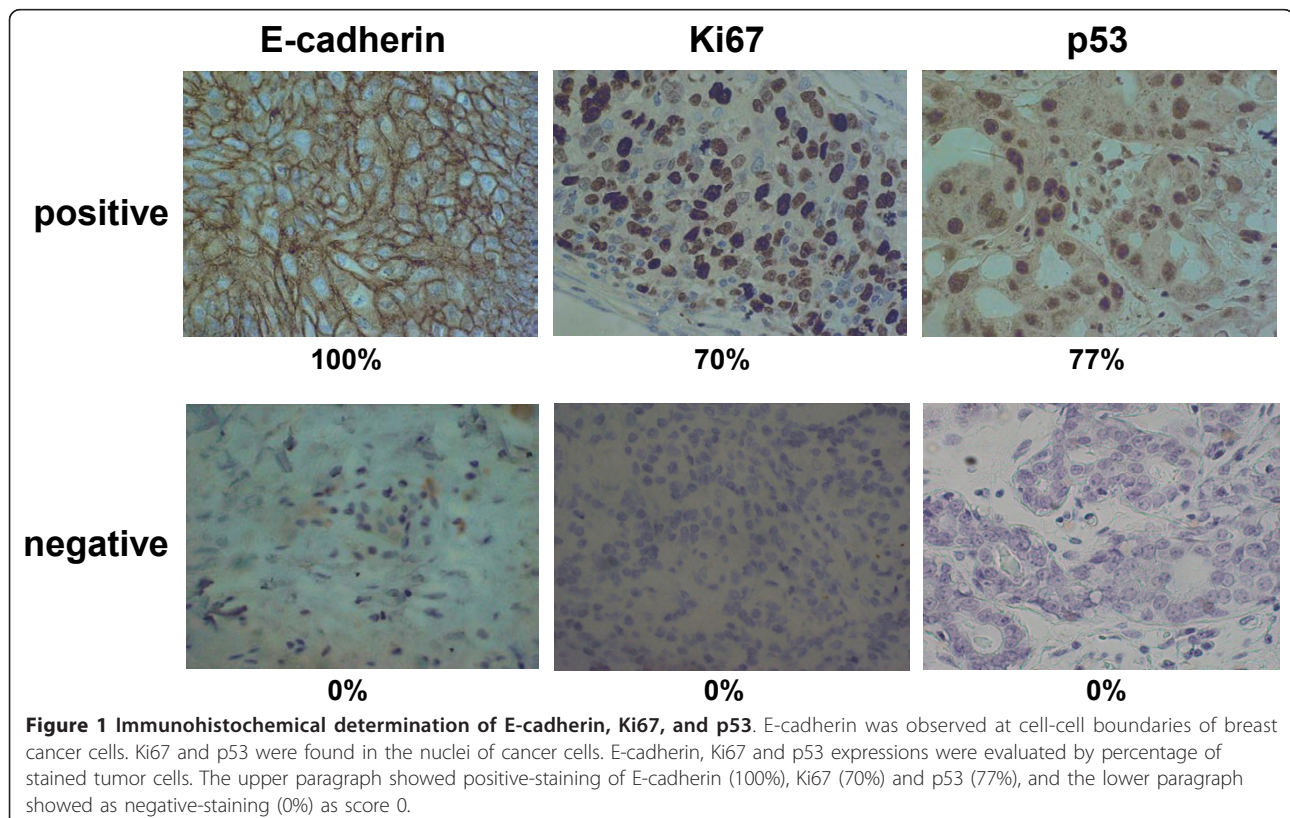 E-cadherin Ki67 p53
positive
100% 70% 77%
negative
0% 0% 0%
Figure 1 Immunohistochemical determination of E-cadherin, Ki67, and p53. E-cadherin was observed at cell-cell boundaries of breast
cancer cells. Ki67 and p53 were found in the nuclei of cancer cells. E-cadherin, Ki67 and p53 expressions were evaluated by percentage of
stained tumor cells. The upper paragraph showed positive-staining of E-cadherin (100%), Ki67 (70%) and p53 (77%), and the lower paragraph
showed as negative-staining (0%) as score 0.